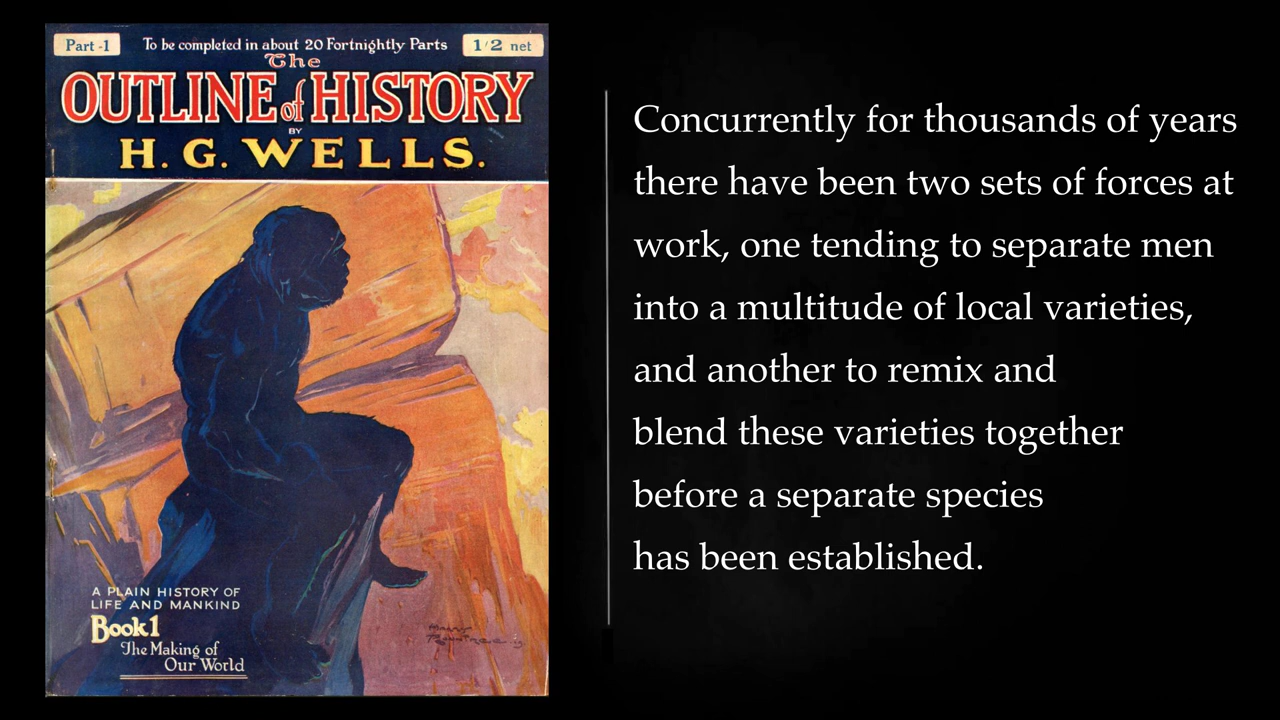 Part -1
To be completed in about 20 Fortnightly Parts
1/2 net
The
OUTLINE of HISTORY
BY
H. G. WELLS.
A PLAIN HISTORY OF
LIFE AND MANKIND
Book 1
The Making of
Our World
Concurrently for thousands of years
there have been two sets of forces at
work, one tending to separate men
into a multitude of local varieties,
and another to remix and
blend these varieties together
before a separate species
has been established.